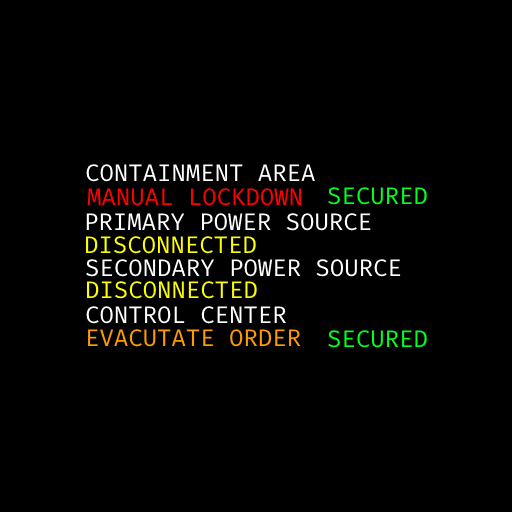 CONTAINMENT AREA
MANUAL LOCKDOWN SECURED
PRIMARY POWER SOURCE
DISCONNECTED
SECONDARY POWER SOURCE
DISCONNECTED
CONTROL CENTER
EVACUTATE ORDER SECURED